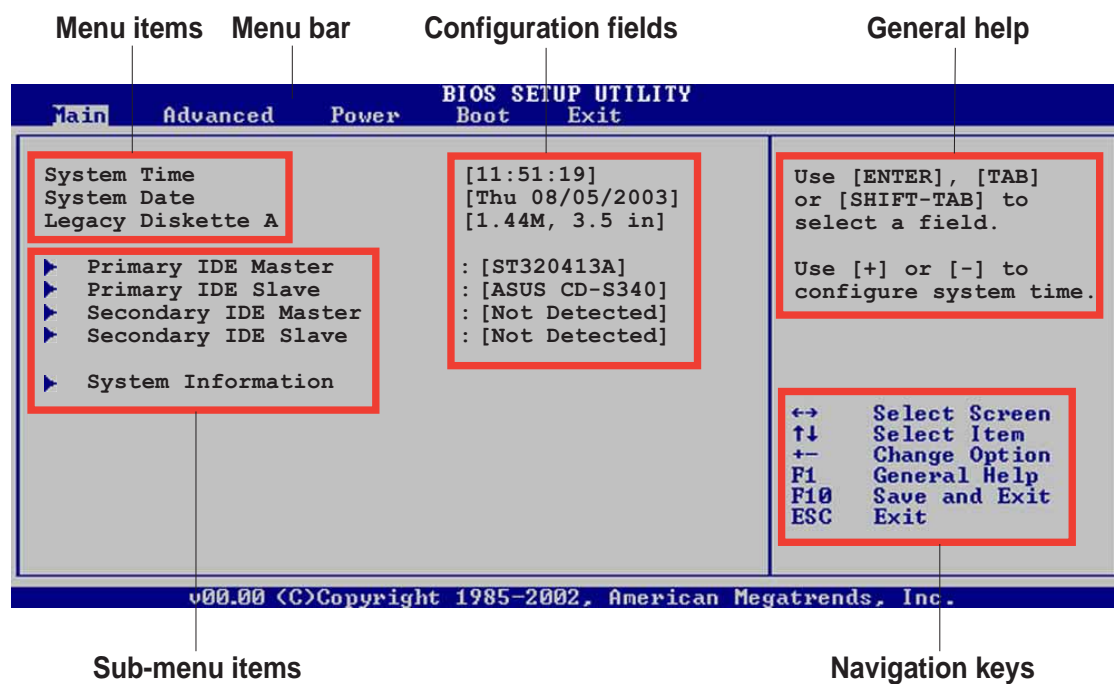 Menu items Menu bar Configuration fields General help
BIOS SETUP UTILITY
Main Advanced Power Boot Exit
System Time [11:51:19]
System Date [Thu 08/05/2003]
Legacy Diskette A [1.44M, 3.5 in]
Primary IDE Master : [ST320413A]
Primary IDE Slave : [ASUS CD-S340]
Secondary IDE Master : [Not Detected]
Secondary IDE Slave : [Not Detected]
System Information
Use [ENTER], [TAB]
or [SHIFT-TAB] to
select a field.
Use [+] or [-] to
configure system time.
←→ Select Screen
↑↓ Select Item
+- Change Option
F1 General Help
F10 Save and Exit
ESC Exit
v00.00 (C)Copyright 1985-2002, American Megatrends, Inc.
Sub-menu items Navigation keys